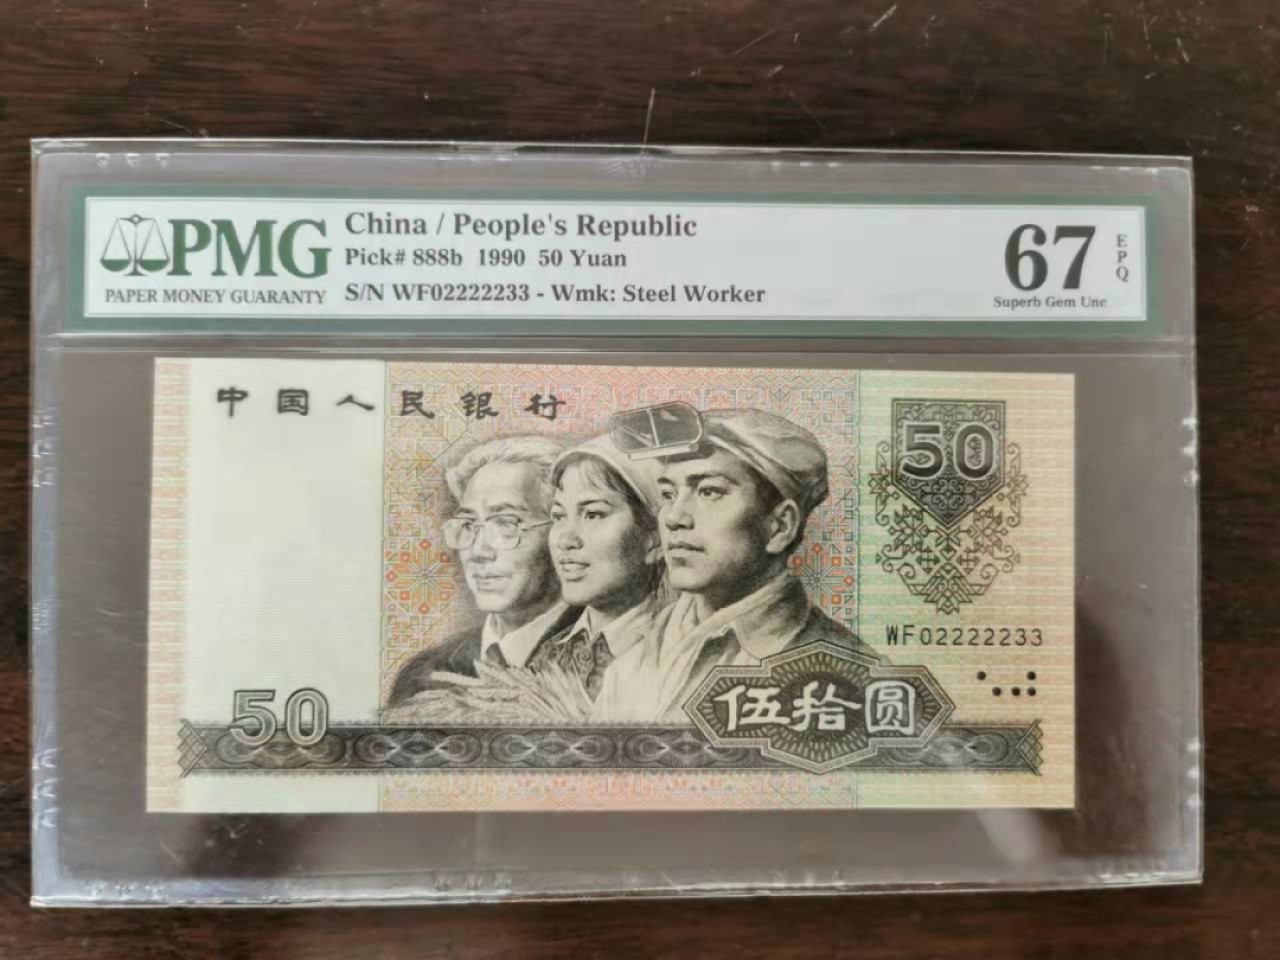 PMG
PAPER MONEY GUARANTY
China / People's Republic
Pick# 888b 1990 50 Yuan
S/N WF02222233 - Wmk: Steel Worker
67
EPQ
Superb Gem Unc
中国人民银行
50
WF02222233
50
伍拾圆